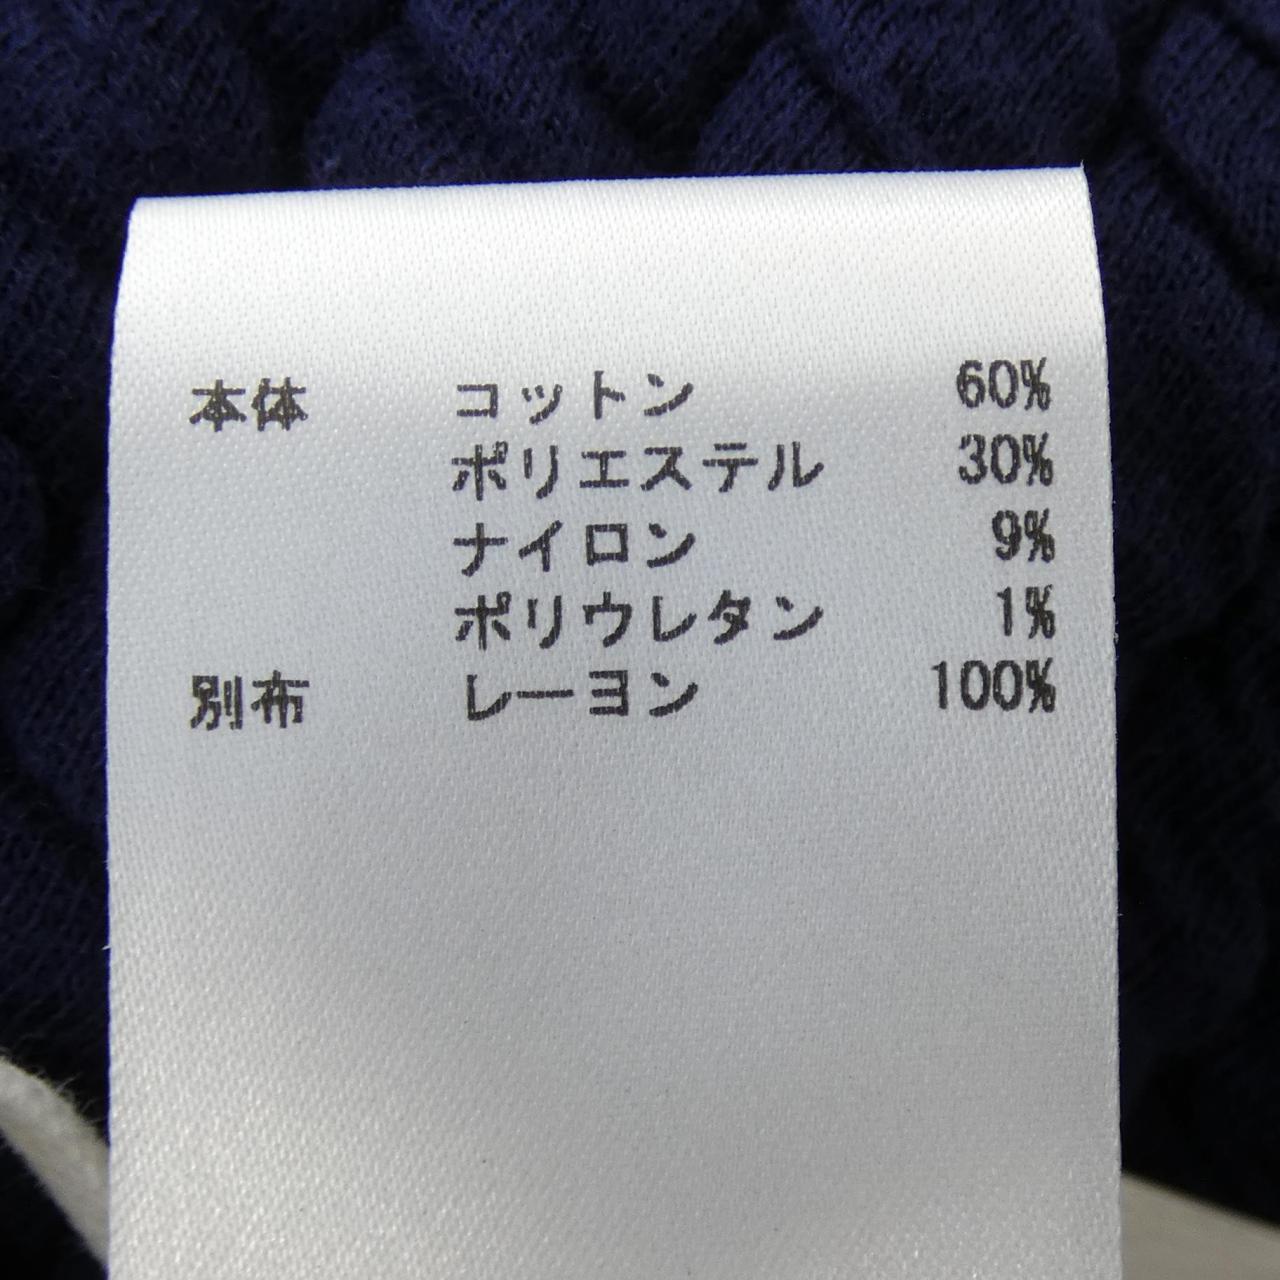 本体 コットン 60%
ポリエステル 30%
ナイロン 9%
ポリウレタン 1%
別布 レーヨン 100%